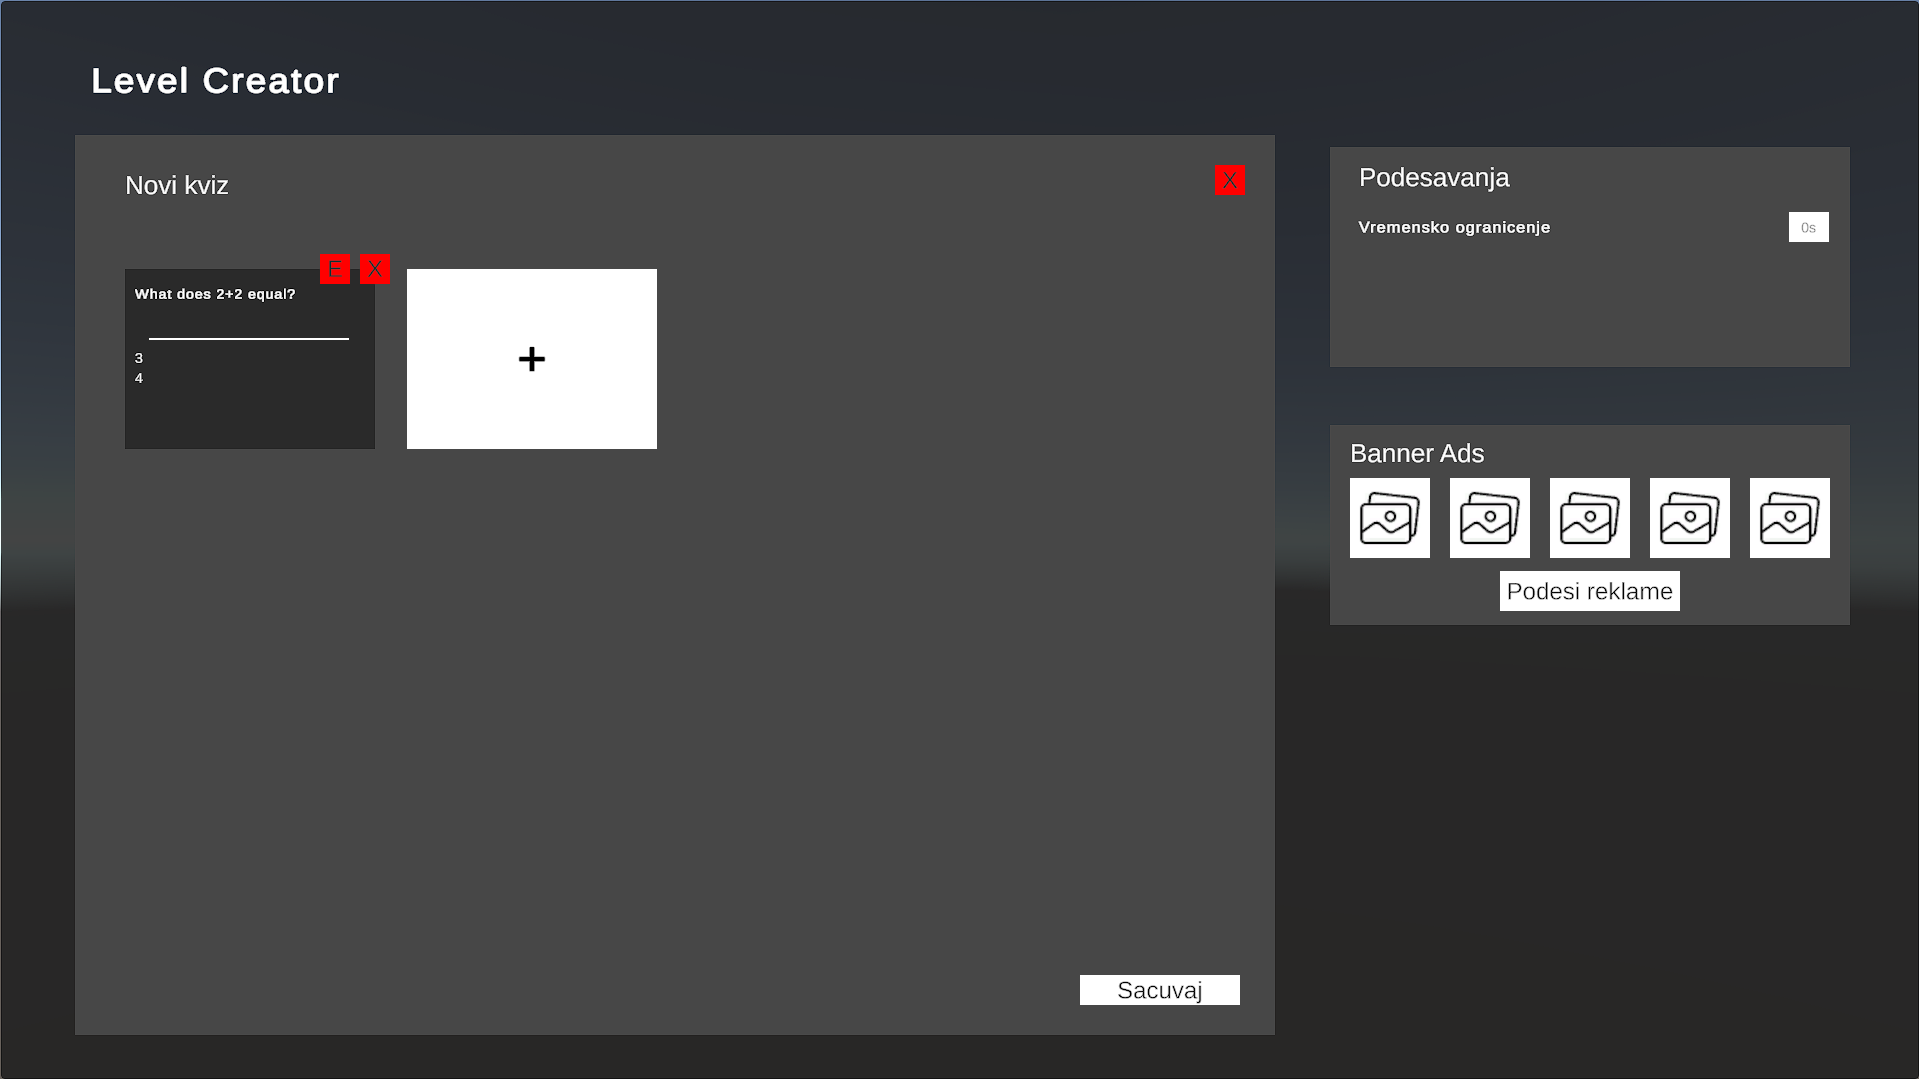 Level Creator
Novi kviz
X
E
X
What does 2+2 equal?
3
4
+
Sacuvaj
Podesavanja
Vremensko ogranicenje
0s
Banner Ads
Podesi reklame